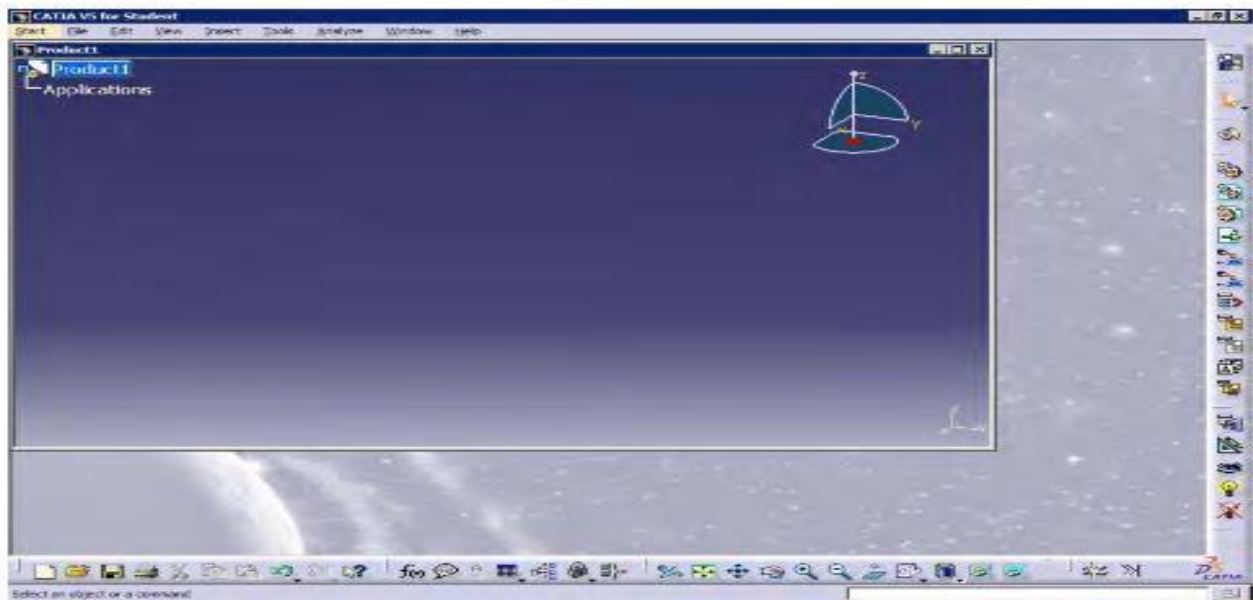 CATIA V5 for Student
Start File Edit View Insert Tools Analyze Window Help
Product1
Product1
Applications
z
y
x
f(x)
CATIA
Select an object or a command